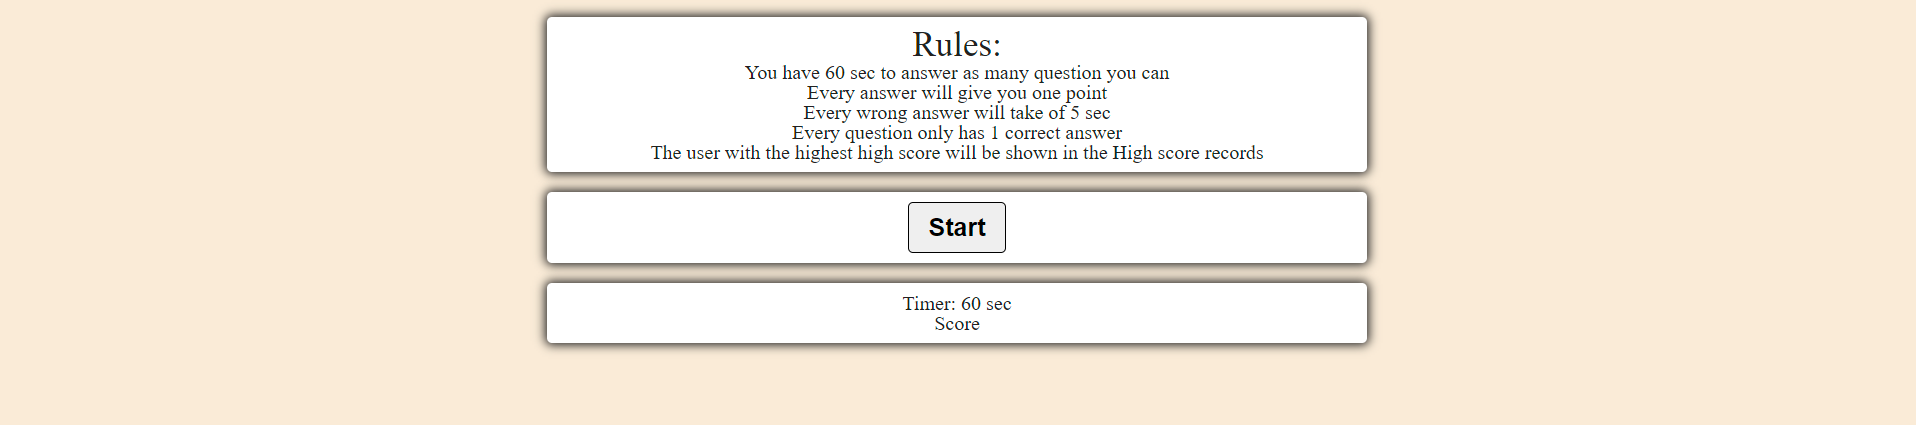 Rules:
You have 60 sec to answer as many question you can
Every answer will give you one point
Every wrong answer will take of 5 sec
Every question only has 1 correct answer
The user with the highest high score will be shown in the High score records
Start
Timer: 60 sec
Score